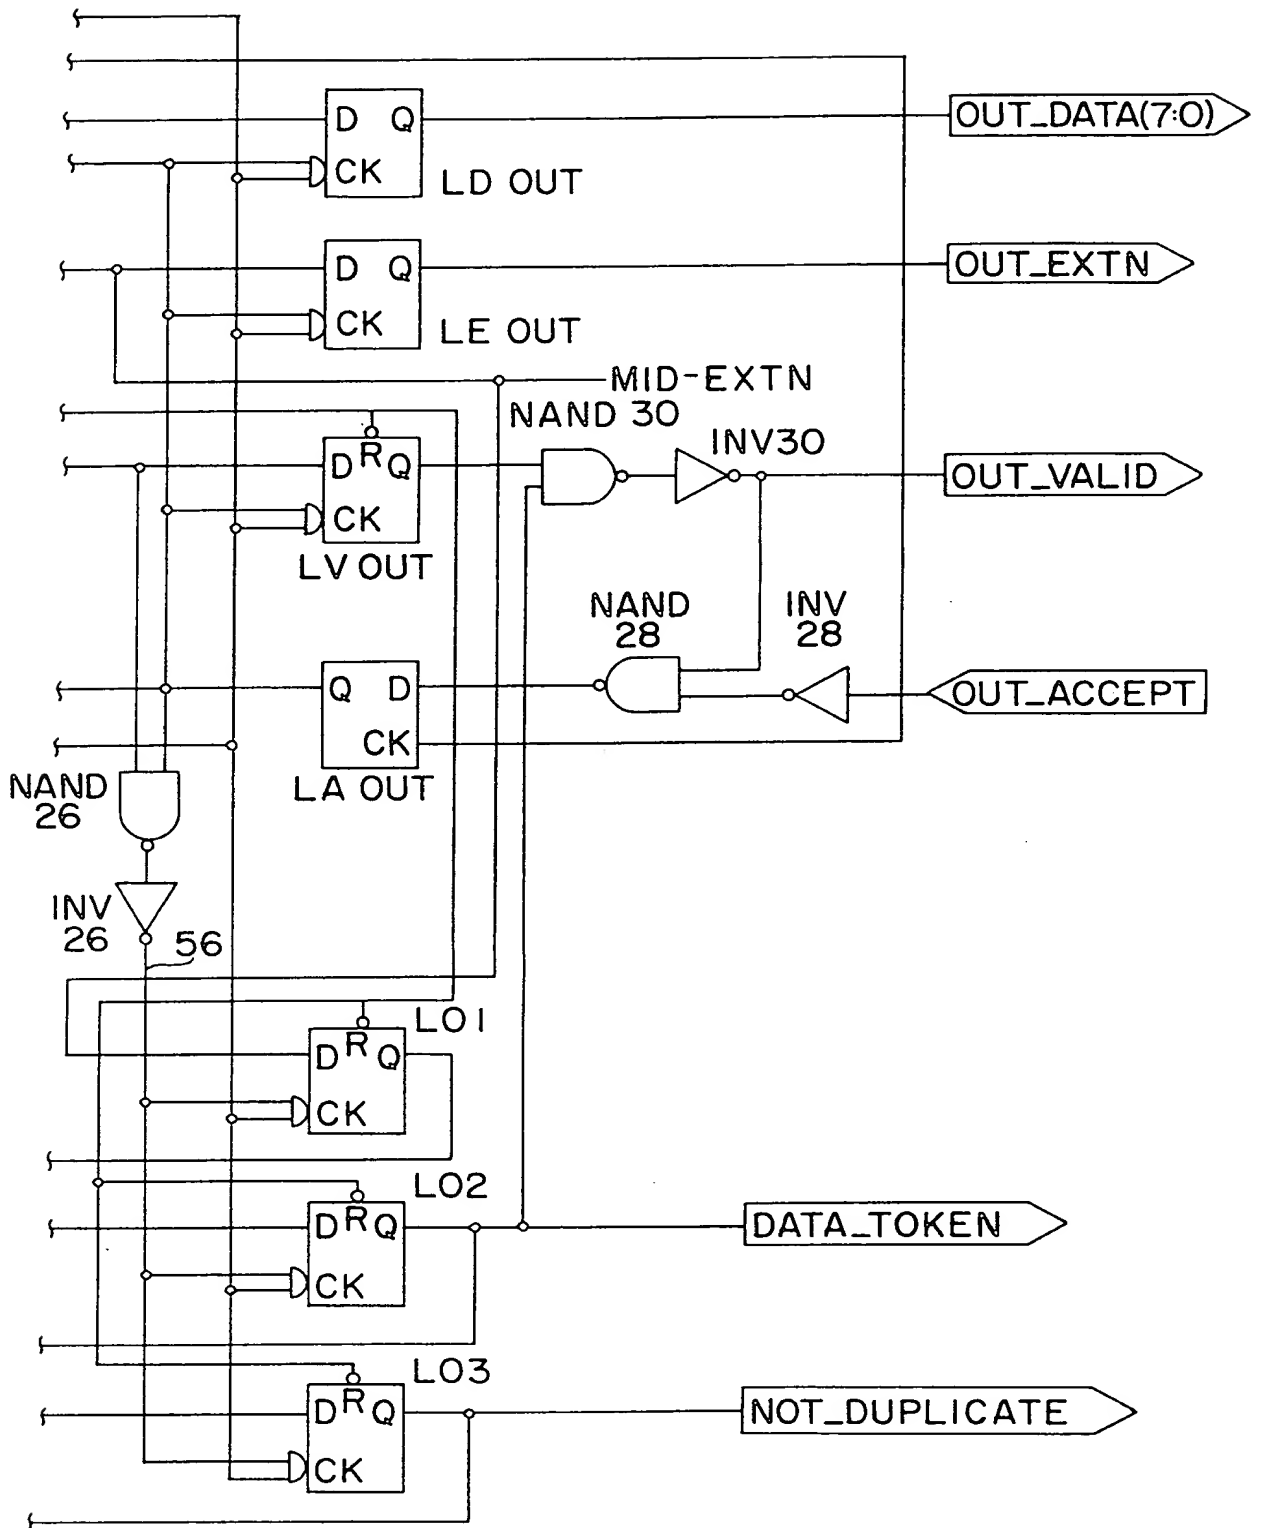 D Q
OUT_DATA(7:0)
CK
LD OUT
D Q
OUT_EXTN
CK
LE OUT
MID-EXTN
NAND 30
INV30
D R Q
OUT_VALID
CK
LV OUT
NAND
28
INV
28
Q D
OUT_ACCEPT
CK
LA OUT
NAND
26
INV
26
56
LO1
D R Q
CK
LO2
D R Q
DATA_TOKEN
CK
LO3
D R Q
NOT_DUPLICATE
CK